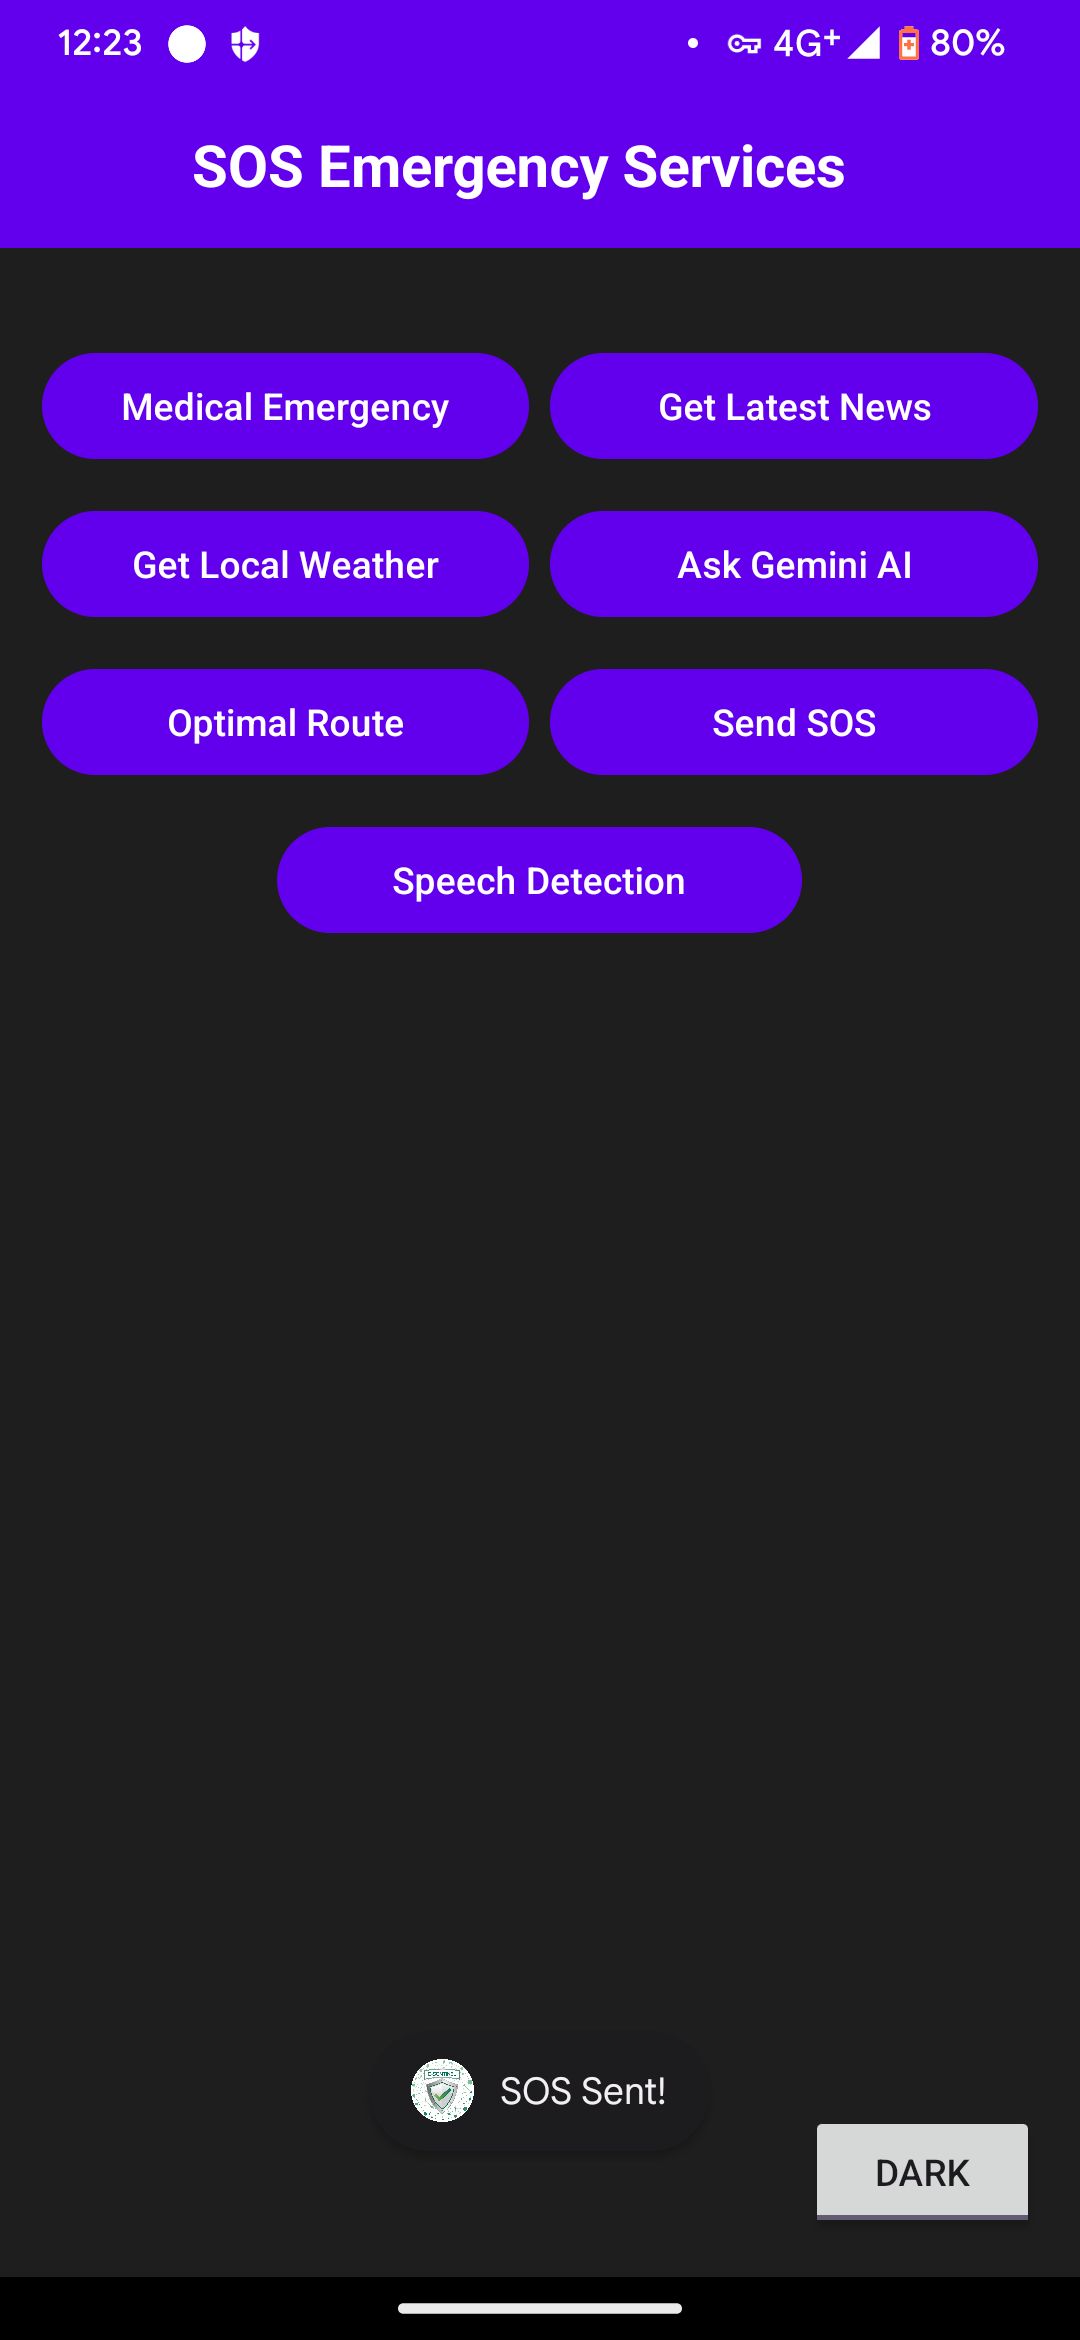 12:23 4G+ 80%
SOS Emergency Services
Medical Emergency
Get Latest News
Get Local Weather
Ask Gemini AI
Optimal Route
Send SOS
Speech Detection
SOS Sent!
DARK